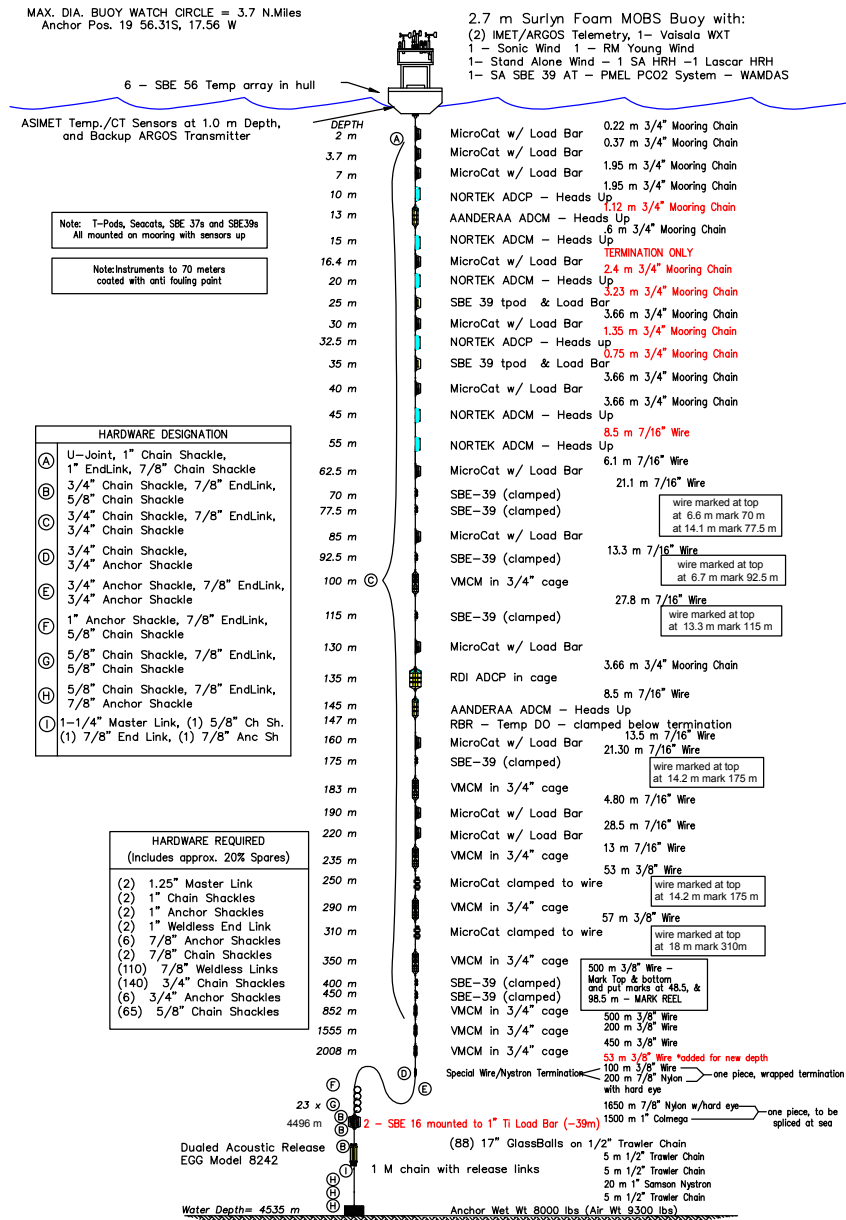 MAX. DIA. BUOY WATCH CIRCLE = 3.7 N.Miles
Anchor Pos. 19 56.31S, 17.56 W
2.7 m Surlyn Foam MOBS Buoy with:
(2) IMET/ARGOS Telemetry, 1- Vaisala WXT
1 - Sonic Wind 1 - RM Young Wind
1- Stand Alone Wind - 1 SA HRH -1 Lascar HRH
1- SA SBE 39 AT - PMEL PCO2 System - WAMDAS
6 - SBE 56 Temp array in hull
ASIMET Temp./CT Sensors at 1.0 m Depth,
and Backup ARGOS Transmitter
DEPTH
0.22 m 3/4" Mooring Chain
2 m A MicroCat w/ Load Bar
0.37 m 3/4" Mooring Chain
3.7 m MicroCat w/ Load Bar
1.95 m 3/4" Mooring Chain
7 m MicroCat w/ Load Bar
1.95 m 3/4" Mooring Chain
10 m NORTEK ADCP - Heads Up
1.12 m 3/4" Mooring Chain
13 m AANDERAA ADCM - Heads Up
.6 m 3/4" Mooring Chain
15 m NORTEK ADCM - Heads Up
TERMINATION ONLY
16.4 m MicroCat w/ Load Bar
2.4 m 3/4" Mooring Chain
20 m NORTEK ADCM - Heads Up
3.23 m 3/4" Mooring Chain
25 m SBE 39 tpod & Load Bar
3.66 m 3/4" Mooring Chain
30 m MicroCat w/ Load Bar
1.35 m 3/4" Mooring Chain
32.5 m NORTEK ADCP - Heads up
0.75 m 3/4" Mooring Chain
35 m SBE 39 tpod & Load Bar
3.66 m 3/4" Mooring Chain
40 m MicroCat w/ Load Bar
3.66 m 3/4" Mooring Chain
45 m NORTEK ADCM - Heads Up
8.5 m 7/16" Wire
55 m NORTEK ADCM - Heads Up
6.1 m 7/16" Wire
62.5 m MicroCat w/ Load Bar
21.1 m 7/16" Wire
70 m SBE-39 (clamped)
77.5 m SBE-39 (clamped)
wire marked at top
at 6.6 m mark 70 m
at 14.1 m mark 77.5 m
85 m MicroCat w/ Load Bar
13.3 m 7/16" Wire
92.5 m SBE-39 (clamped)
wire marked at top
at 6.7 m mark 92.5 m
100 m C VMCM in 3/4" cage
27.8 m 7/16" Wire
115 m SBE-39 (clamped)
wire marked at top
at 13.3 m mark 115 m
130 m MicroCat w/ Load Bar
3.66 m 3/4" Mooring Chain
135 m RDI ADCP in cage
8.5 m 7/16" Wire
145 m AANDERAA ADCM - Heads Up
147 m RBR - Temp DO - clamped below termination
13.5 m 7/16" Wire
160 m MicroCat w/ Load Bar
21.30 m 7/16" Wire
175 m SBE-39 (clamped)
wire marked at top
at 14.2 m mark 175 m
183 m VMCM in 3/4" cage
4.80 m 7/16" Wire
190 m MicroCat w/ Load Bar
28.5 m 7/16" Wire
220 m MicroCat w/ Load Bar
13 m 7/16" Wire
235 m VMCM in 3/4" cage
53 m 3/8" Wire
250 m MicroCat clamped to wire
wire marked at top
at 14.2 m mark 175 m
290 m VMCM in 3/4" cage
57 m 3/8" Wire
310 m MicroCat clamped to wire
wire marked at top
at 18 m mark 310m
350 m VMCM in 3/4" cage
500 m 3/8" Wire -
Mark Top & bottom
and put marks at 48.5, &
98.5 m - MARK REEL
400 m SBE-39 (clamped)
450 m SBE-39 (clamped)
852 m VMCM in 3/4" cage
500 m 3/8" Wire
200 m 3/8" Wire
1555 m VMCM in 3/4" cage
450 m 3/8" Wire
2008 m VMCM in 3/4" cage
53 m 3/8" Wire *added for new depth
D Special Wire/Nystron Termination
100 m 3/8" Wire
200 m 7/8" Nylon
with hard eye
one piece, wrapped termination
F E
23 x G
1650 m 7/8" Nylon w/hard eye
1500 m 1" Colmega
one piece, to be
spliced at sea
B
4496 m B 2 - SBE 16 mounted to 1" Ti Load Bar (-39m)
(88) 17" GlassBalls on 1/2" Trawler Chain
Dualed Acoustic Release
EGG Model 8242
B
5 m 1/2" Trawler Chain
I 1 M chain with release links
5 m 1/2" Trawler Chain
H
20 m 1" Samson Nystron
H
5 m 1/2" Trawler Chain
H
Water Depth= 4535 m
Anchor Wet Wt 8000 lbs (Air Wt 9300 lbs)
Note: T-Pods, Seacats, SBE 37s and SBE39s
All mounted on mooring with sensors up
Note:Instruments to 70 meters
coated with anti fouling paint
HARDWARE DESIGNATION
A U-Joint, 1" Chain Shackle,
1" EndLink, 7/8" Chain Shackle
B 3/4" Chain Shackle, 7/8" EndLink,
5/8" Chain Shackle
C 3/4" Chain Shackle, 7/8" EndLink,
3/4" Chain Shackle
D 3/4" Chain Shackle,
3/4" Anchor Shackle
E 3/4" Anchor Shackle, 7/8" EndLink,
3/4" Anchor Shackle
F 1" Anchor Shackle, 7/8" EndLink,
5/8" Chain Shackle
G 5/8" Chain Shackle, 7/8" EndLink,
5/8" Chain Shackle
H 5/8" Chain Shackle, 7/8" EndLink,
7/8" Anchor Shackle
I 1-1/4" Master Link, (1) 5/8" Ch Sh.
(1) 7/8" End Link, (1) 7/8" Anc Sh
HARDWARE REQUIRED
(Includes approx. 20% Spares)
(2) 1.25" Master Link
(2) 1" Chain Shackles
(2) 1" Anchor Shackles
(2) 1" Weldless End Link
(6) 7/8" Anchor Shackles
(2) 7/8" Chain Shackles
(110) 7/8" Weldless Links
(140) 3/4" Chain Shackles
(6) 3/4" Anchor Shackles
(65) 5/8" Chain Shackles